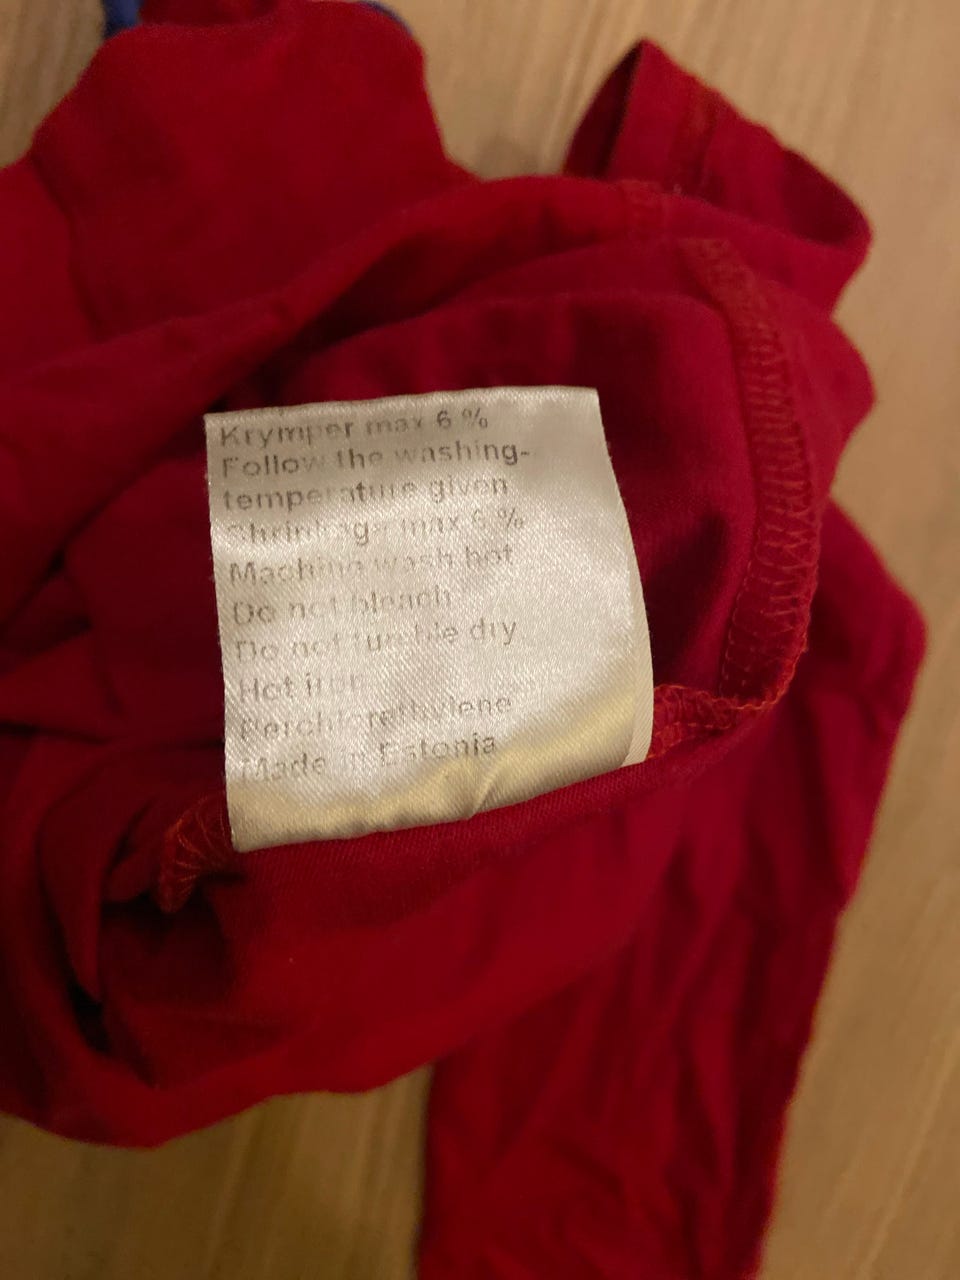 Krymper max 6 %
Follow the washing-
temperature given
Shrinkage max 6 %
Machine wash hot
Do not bleach
Do not tumble dry
Hot iron
Perchlorethylene
Made in Estonia